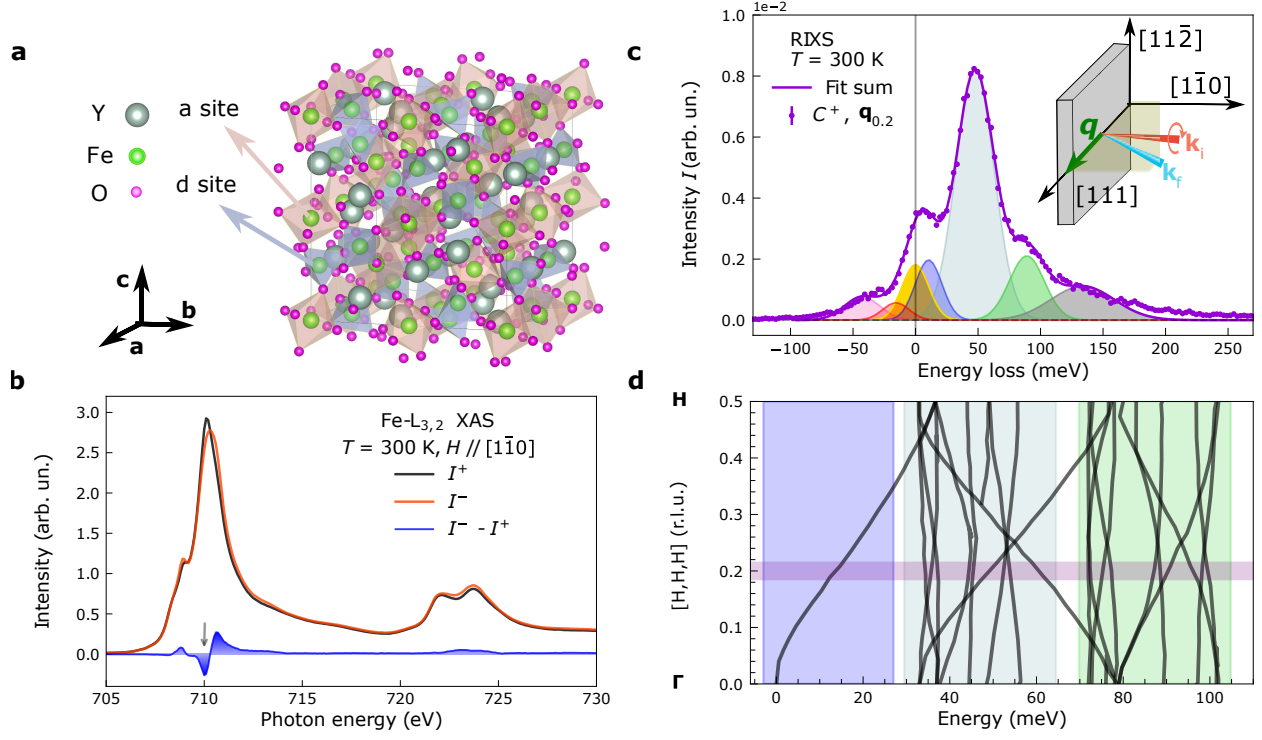 a
Y
Fe
O
a site
d site
c
b
a
b
Intensity (arb. un.)
3.0
2.5
2.0
1.5
1.0
0.5
0.0
Fe-L3,2 XAS
T = 300 K, H // [11̄0]
I⁺
I⁻
I⁻ - I⁺
705
710
715
720
725
730
Photon energy (eV)
c
1e−2
Intensity I (arb. un.)
1.0
0.8
0.6
0.4
0.2
0.0
RIXS
T = 300 K
Fit sum
C⁺, q0.2
[112̄]
[11̄0]
q
ki
kf
[111]
−100
−50
0
50
100
150
200
250
Energy loss (meV)
d
H
Γ
0.5
0.4
0.3
0.2
0.1
0.0
[H,H,H] (r.l.u.)
0
20
40
60
80
100
Energy (meV)